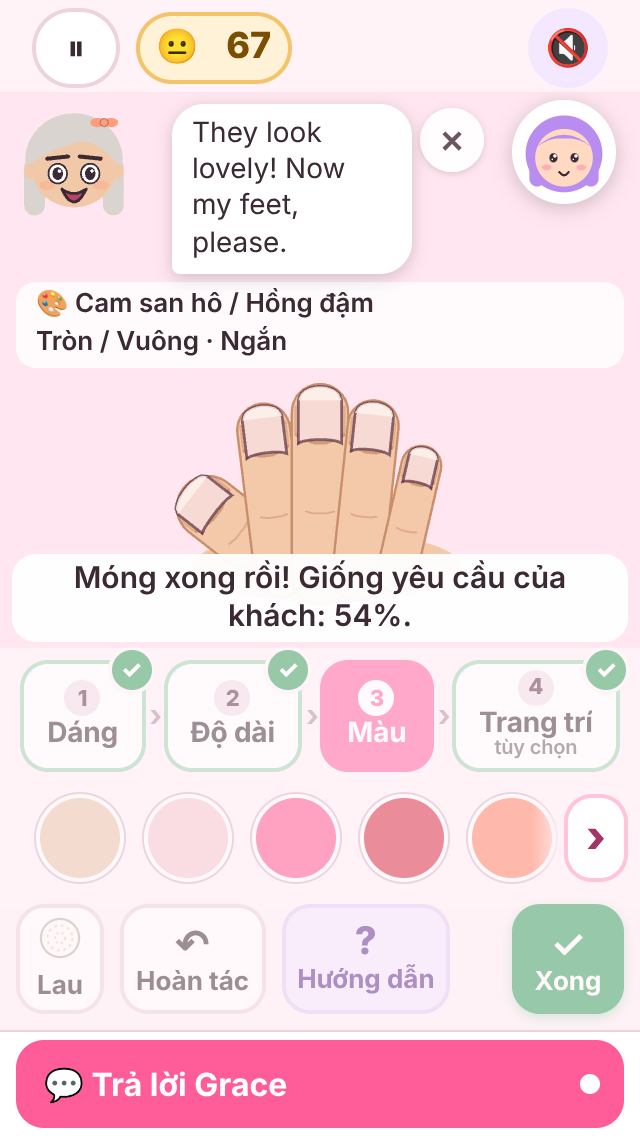 67
They look
lovely! Now
my feet,
please.
Cam san hô / Hồng đậm
Tròn / Vuông · Ngắn
Móng xong rồi! Giống yêu cầu của
khách: 54%.
1
Dáng
2
Độ dài
3
Màu
4
Trang trí
tùy chọn
Lau
Hoàn tác
?
Hướng dẫn
Xong
Trả lời Grace